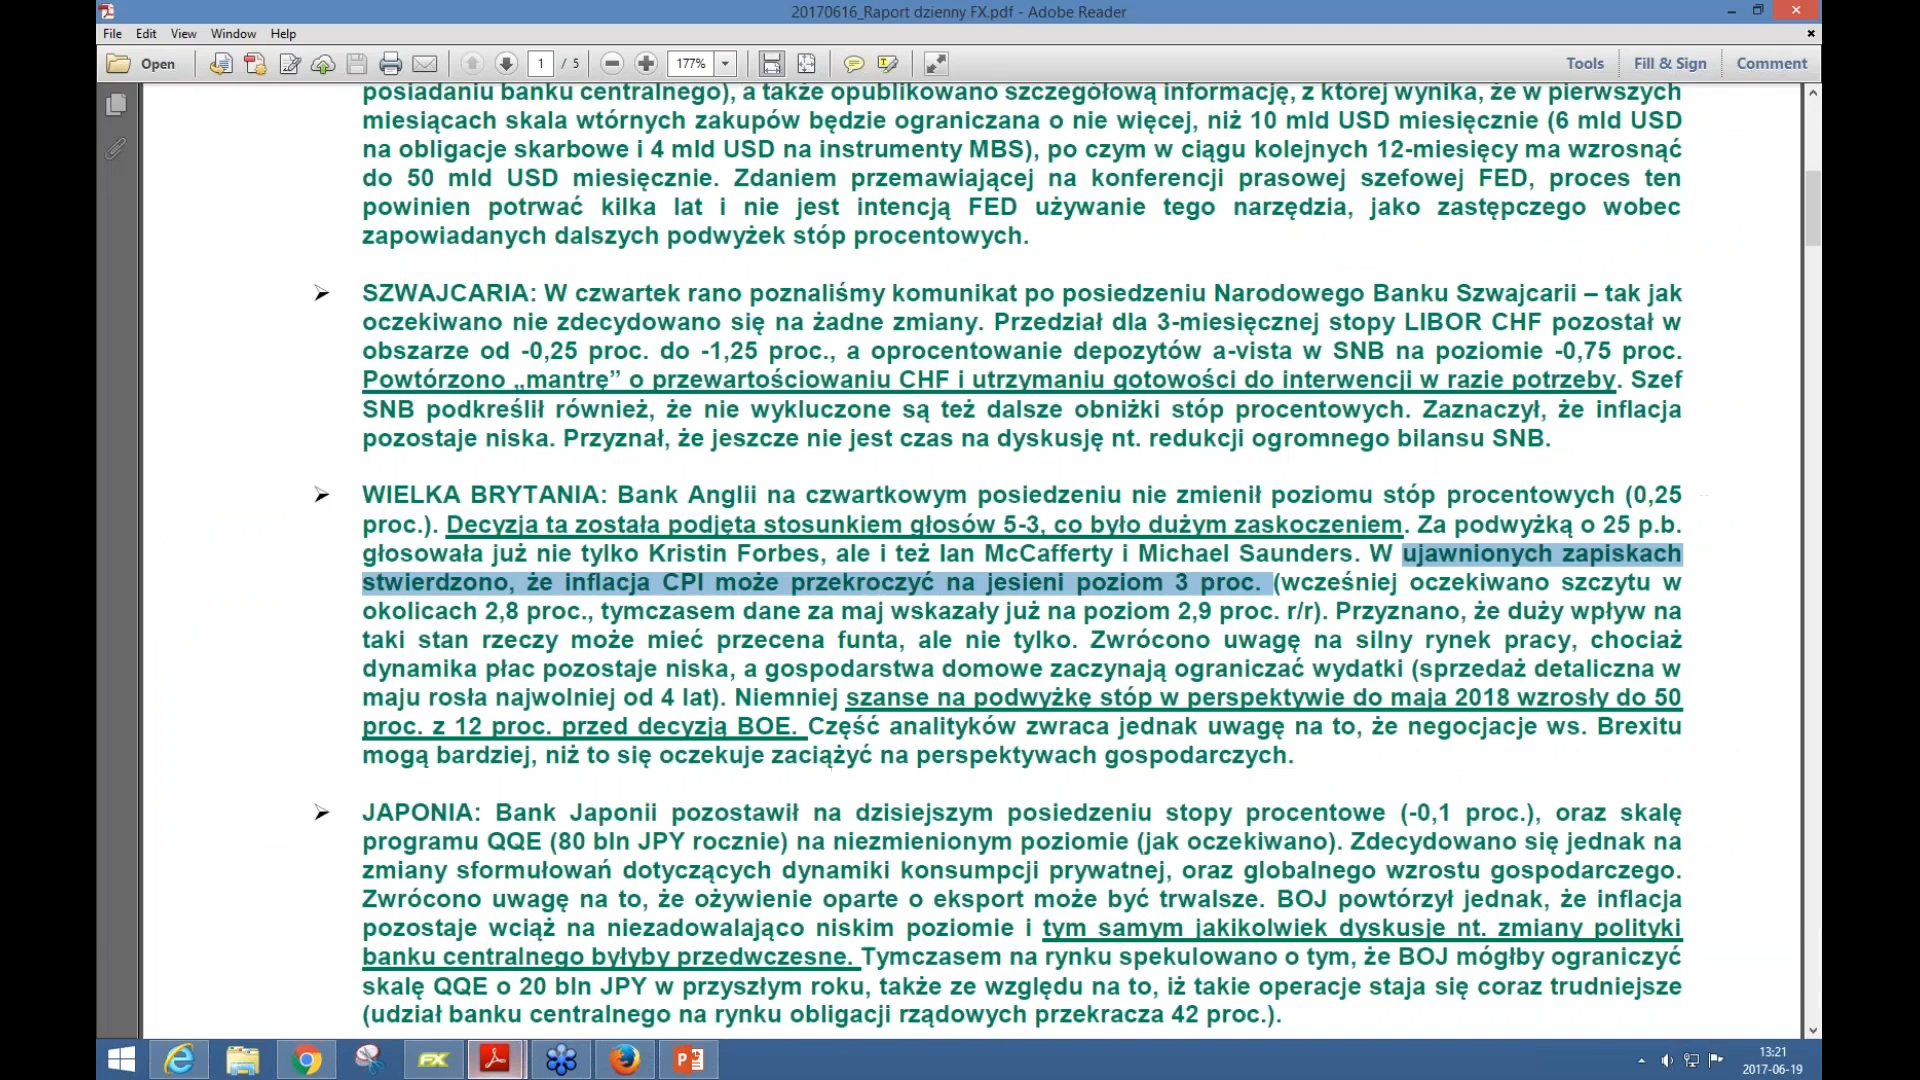 20170616_Raport dzienny FX.pdf - Adobe Reader
File Edit View Window Help
Open 1 / 5 177% Tools Fill & Sign Comment
posiadaniu banku centralnego), a także opublikowano szczegółową informację, z której wynika, że w pierwszych
miesiącach skala wtórnych zakupów będzie ograniczana o nie więcej, niż 10 mld USD miesięcznie (6 mld USD
na obligacje skarbowe i 4 mld USD na instrumenty MBS), po czym w ciągu kolejnych 12-miesięcy ma wzrosnąć
do 50 mld USD miesięcznie. Zdaniem przemawiającej na konferencji prasowej szefowej FED, proces ten
powinien potrwać kilka lat i nie jest intencją FED używanie tego narzędzia, jako zastępczego wobec
zapowiadanych dalszych podwyżek stóp procentowych.
SZWAJCARIA: W czwartek rano poznaliśmy komunikat po posiedzeniu Narodowego Banku Szwajcarii – tak jak
oczekiwano nie zdecydowano się na żadne zmiany. Przedział dla 3-miesięcznej stopy LIBOR CHF pozostał w
obszarze od -0,25 proc. do -1,25 proc., a oprocentowanie depozytów a-vista w SNB na poziomie -0,75 proc.
Powtórzono „mantrę” o przewartościowaniu CHF i utrzymaniu gotowości do interwencji w razie potrzeby. Szef
SNB podkreślił również, że nie wykluczone są też dalsze obniżki stóp procentowych. Zaznaczył, że inflacja
pozostaje niska. Przyznał, że jeszcze nie jest czas na dyskusję nt. redukcji ogromnego bilansu SNB.
WIELKA BRYTANIA: Bank Anglii na czwartkowym posiedzeniu nie zmienił poziomu stóp procentowych (0,25
proc.). Decyzja ta została podjęta stosunkiem głosów 5-3, co było dużym zaskoczeniem. Za podwyżką o 25 p.b.
głosowała już nie tylko Kristin Forbes, ale i też Ian McCafferty i Michael Saunders. W ujawnionych zapiskach
stwierdzono, że inflacja CPI może przekroczyć na jesieni poziom 3 proc. (wcześniej oczekiwano szczytu w
okolicach 2,8 proc., tymczasem dane za maj wskazały już na poziom 2,9 proc. r/r). Przyznano, że duży wpływ na
taki stan rzeczy może mieć przecena funta, ale nie tylko. Zwrócono uwagę na silny rynek pracy, chociaż
dynamika płac pozostaje niska, a gospodarstwa domowe zaczynają ograniczać wydatki (sprzedaż detaliczna w
maju rosła najwolniej od 4 lat). Niemniej szanse na podwyżkę stóp w perspektywie do maja 2018 wzrosły do 50
proc. z 12 proc. przed decyzją BOE. Część analityków zwraca jednak uwagę na to, że negocjacje ws. Brexitu
mogą bardziej, niż to się oczekuje zaciążyć na perspektywach gospodarczych.
JAPONIA: Bank Japonii pozostawił na dzisiejszym posiedzeniu stopy procentowe (-0,1 proc.), oraz skalę
programu QQE (80 bln JPY rocznie) na niezmienionym poziomie (jak oczekiwano). Zdecydowano się jednak na
zmiany sformułowań dotyczących dynamiki konsumpcji prywatnej, oraz globalnego wzrostu gospodarczego.
Zwrócono uwagę na to, że ożywienie oparte o eksport może być trwalsze. BOJ powtórzył jednak, że inflacja
pozostaje wciąż na niezadowalająco niskim poziomie i tym samym jakikolwiek dyskusje nt. zmiany polityki
banku centralnego byłyby przedwczesne. Tymczasem na rynku spekulowano o tym, że BOJ mógłby ograniczyć
skalę QQE o 20 bln JPY w przyszłym roku, także ze względu na to, iż takie operacje staja się coraz trudniejsze
(udział banku centralnego na rynku obligacji rządowych przekracza 42 proc.).
FX
13:21
2017-06-19